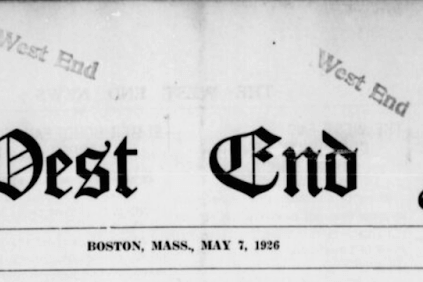 West End
West End
West End
BOSTON, MASS., MAY 7, 1926